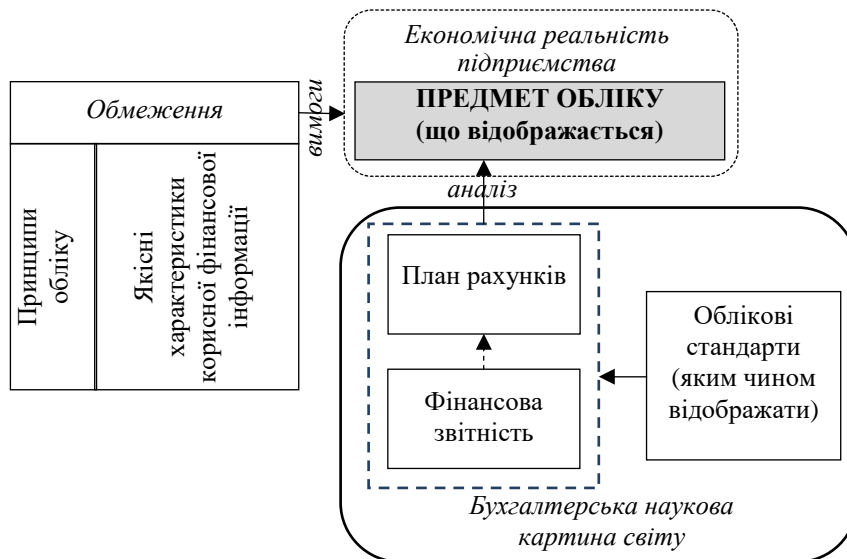 Економічна реальність
підприємства
ПРЕДМЕТ ОБЛІКУ
(що відображається)
Обмеження
вимоги
Принципи
обліку
Якісні
характеристики
корисної фінансової
інформації
аналіз
План рахунків
Фінансова
звітність
Облікові
стандарти
(яким чином
відображати)
Бухгалтерська наукова
картина світу